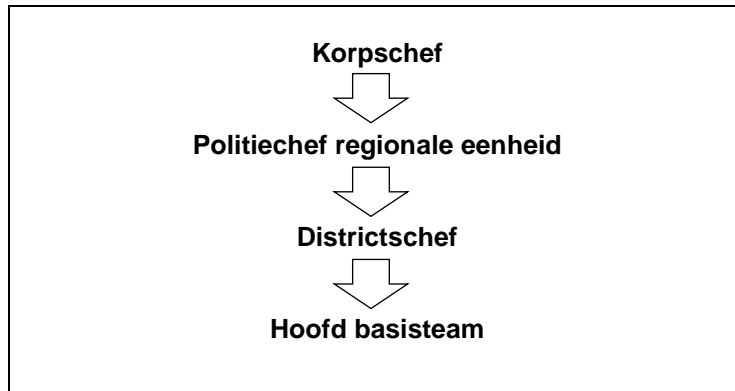 Korpschef
Politiechef regionale eenheid
Districtschef
Hoofd basisteam